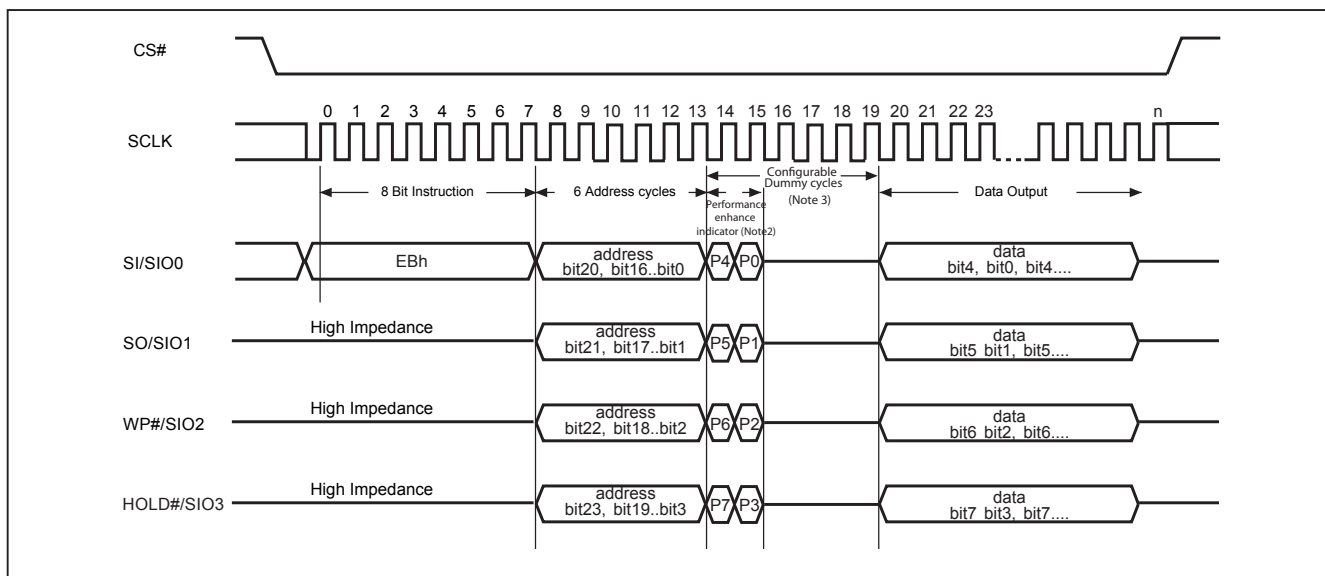 CS#
0 1 2 3 4 5 6 7 8 9 10 11 12 13 14 15 16 17 18 19 20 21 22 23 n
SCLK
8 Bit Instruction
6 Address cycles
Configurable
Dummy cycles
(Note 3)
Data Output
Performance
enhance
indicator (Note2)
SI/SIO0
EBh
address
bit20, bit16..bit0
P4 P0
data
bit4, bit0, bit4....
SO/SIO1
High Impedance
address
bit21, bit17..bit1
P5 P1
data
bit5 bit1, bit5....
WP#/SIO2
High Impedance
address
bit22, bit18..bit2
P6 P2
data
bit6 bit2, bit6....
HOLD#/SIO3
High Impedance
address
bit23, bit19..bit3
P7 P3
data
bit7 bit3, bit7....